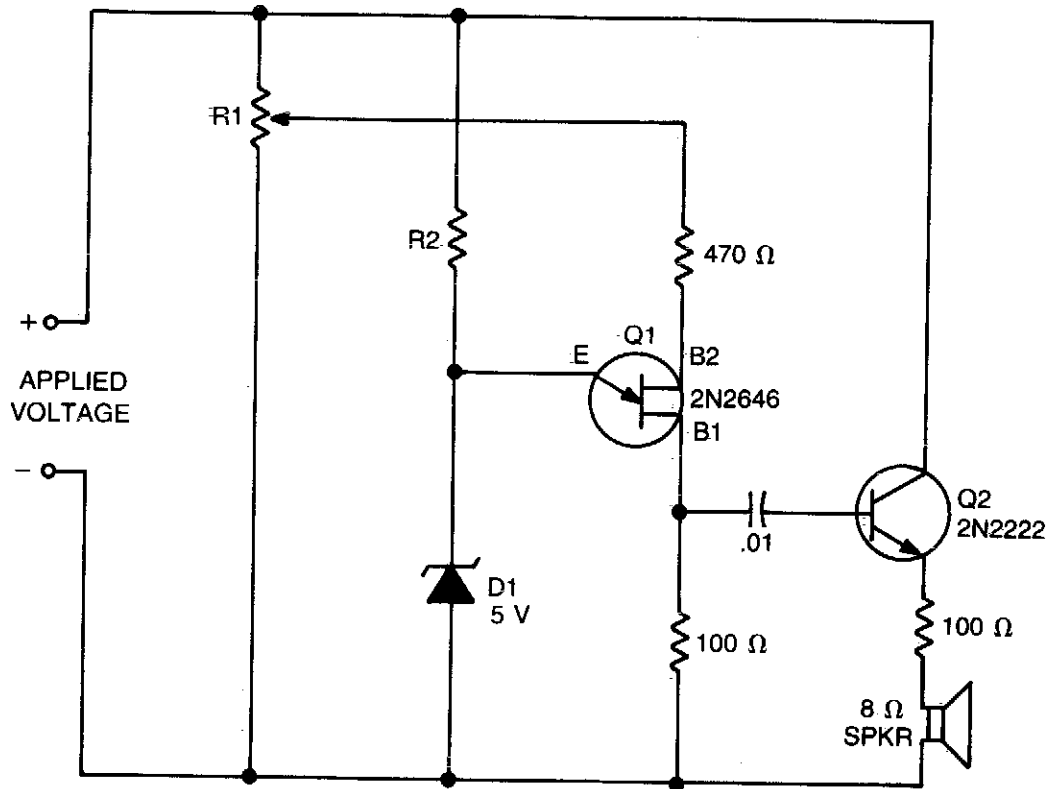 R1
R2
470 Ω
+
APPLIED
VOLTAGE
−
Q1
E
B2
2N2646
B1
Q2
2N2222
.01
D1
5 V
100 Ω
100 Ω
8 Ω
SPKR